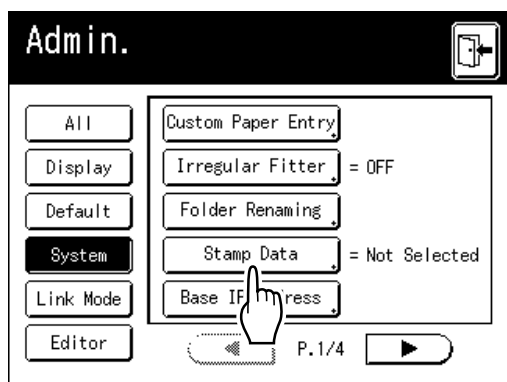 Admin.
All
Display
Default
System
Link Mode
Editor
Custom Paper Entry
Irregular Fitter = OFF
Folder Renaming
Stamp Data = Not Selected
Base
P.1/4